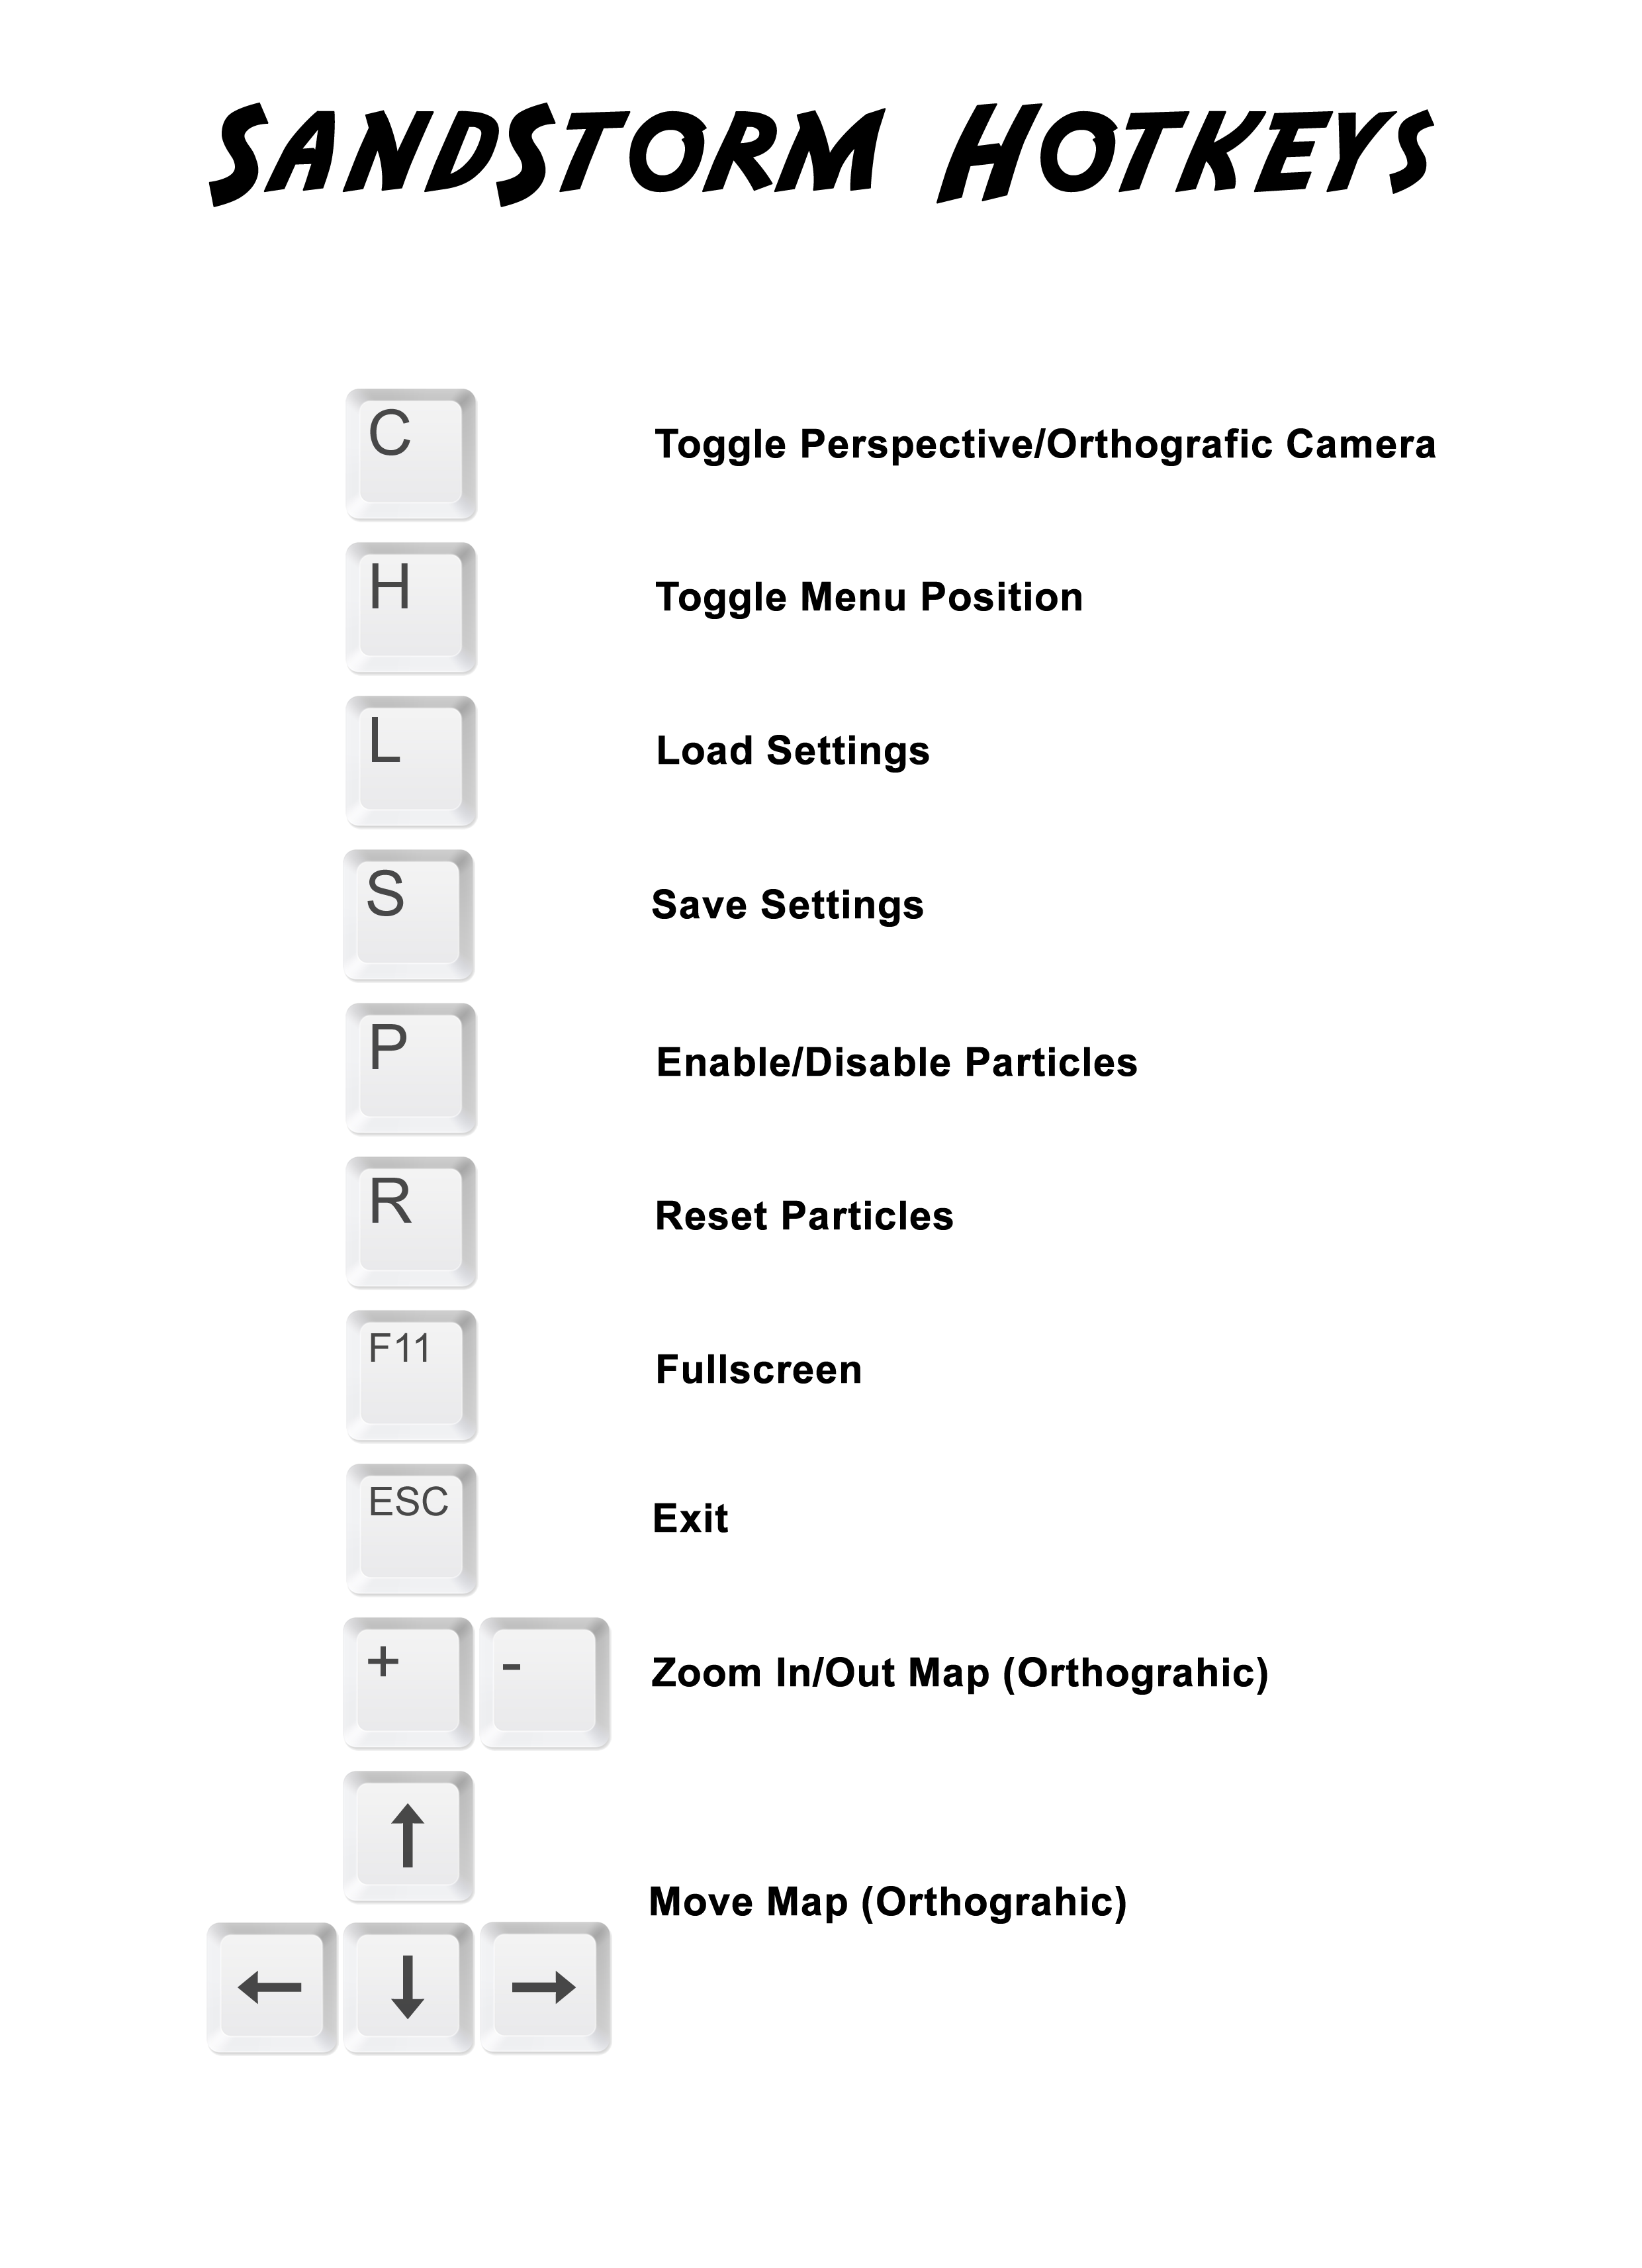 SANDSTORM HOTKEYS
C Toggle Perspective/Orthografic Camera
H Toggle Menu Position
L Load Settings
S Save Settings
P Enable/Disable Particles
R Reset Particles
F11 Fullscreen
ESC Exit
+ - Zoom In/Out Map (Orthograhic)
↑
Move Map (Orthograhic)
← ↓ →